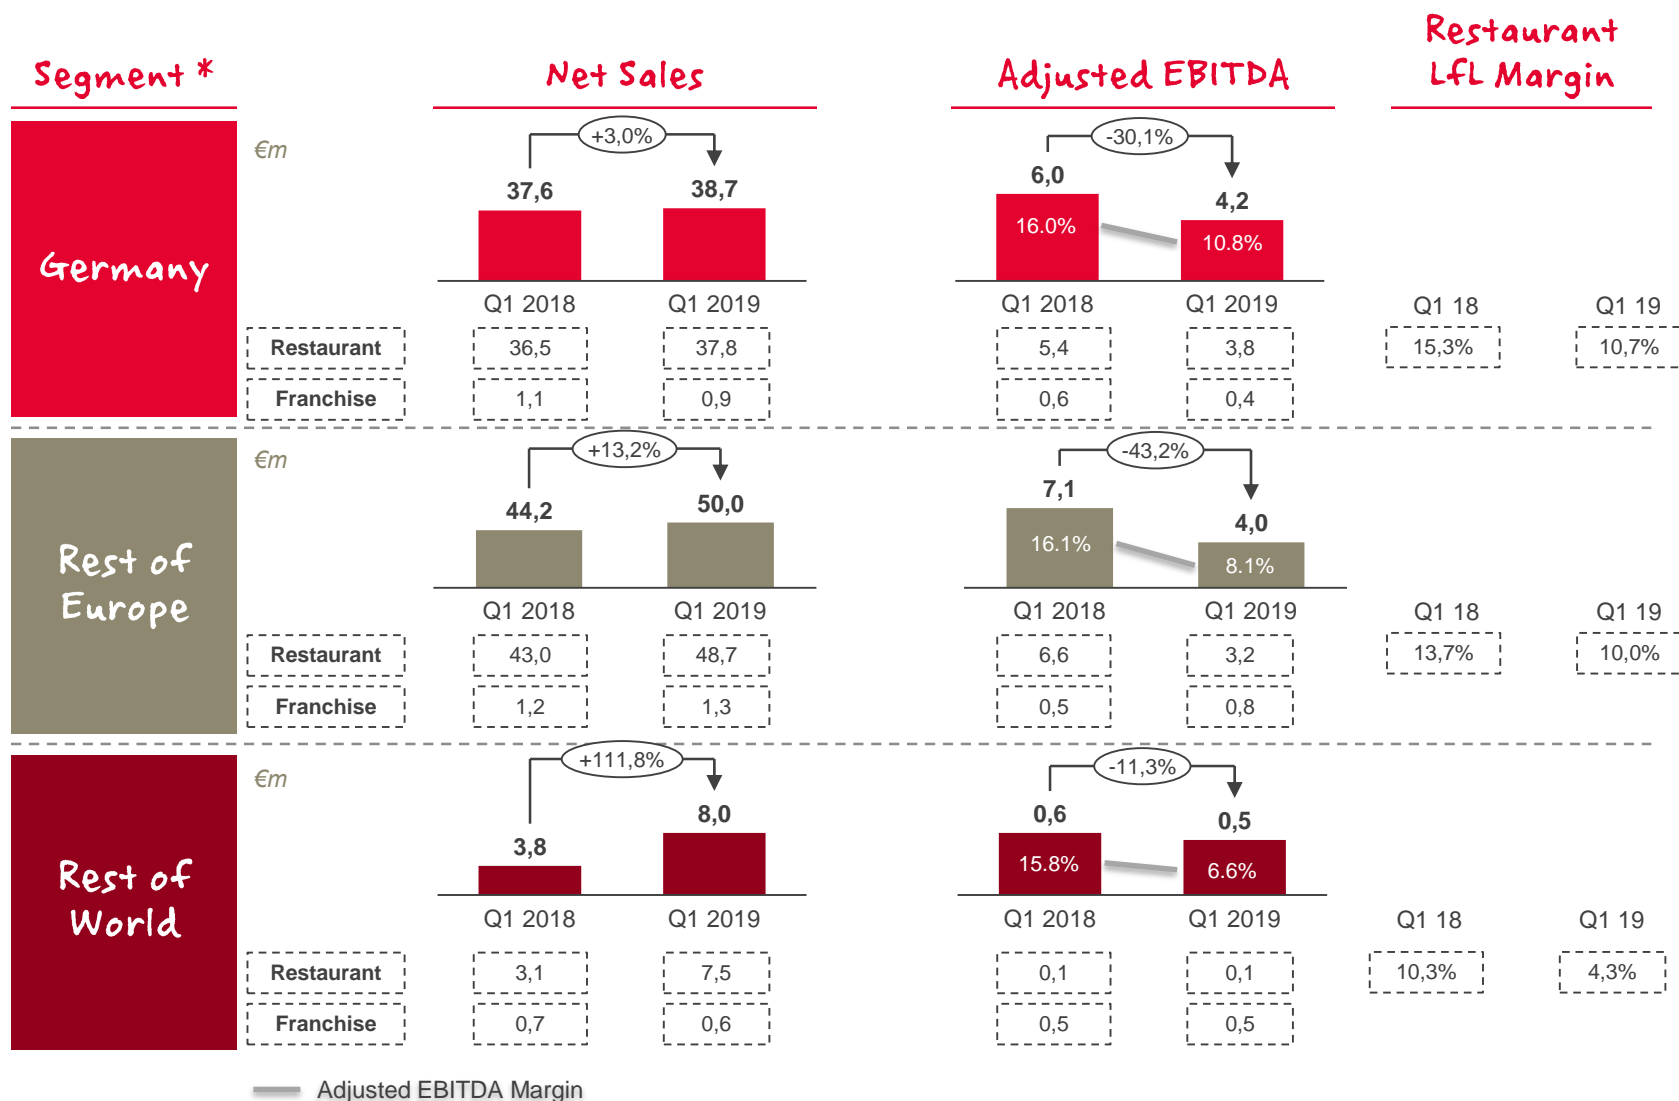 Segment *
Net Sales
Adjusted EBITDA
Restaurant
LfL Margin
Germany
€m
+3,0%
37,6
38,7
Q1 2018
Q1 2019
-30,1%
6,0
4,2
16.0%
10.8%
Q1 2018
Q1 2019
Q1 18
Q1 19
Restaurant
36,5
37,8
5,4
3,8
15,3%
10,7%
Franchise
1,1
0,9
0,6
0,4
Rest of
Europe
€m
+13,2%
44,2
50,0
Q1 2018
Q1 2019
-43,2%
7,1
4,0
16.1%
8.1%
Q1 2018
Q1 2019
Q1 18
Q1 19
Restaurant
43,0
48,7
6,6
3,2
13,7%
10,0%
Franchise
1,2
1,3
0,5
0,8
Rest of
World
€m
+111,8%
3,8
8,0
Q1 2018
Q1 2019
-11,3%
0,6
0,5
15.8%
6.6%
Q1 2018
Q1 2019
Q1 18
Q1 19
Restaurant
3,1
7,5
0,1
0,1
10,3%
4,3%
Franchise
0,7
0,6
0,5
0,5
Adjusted EBITDA Margin